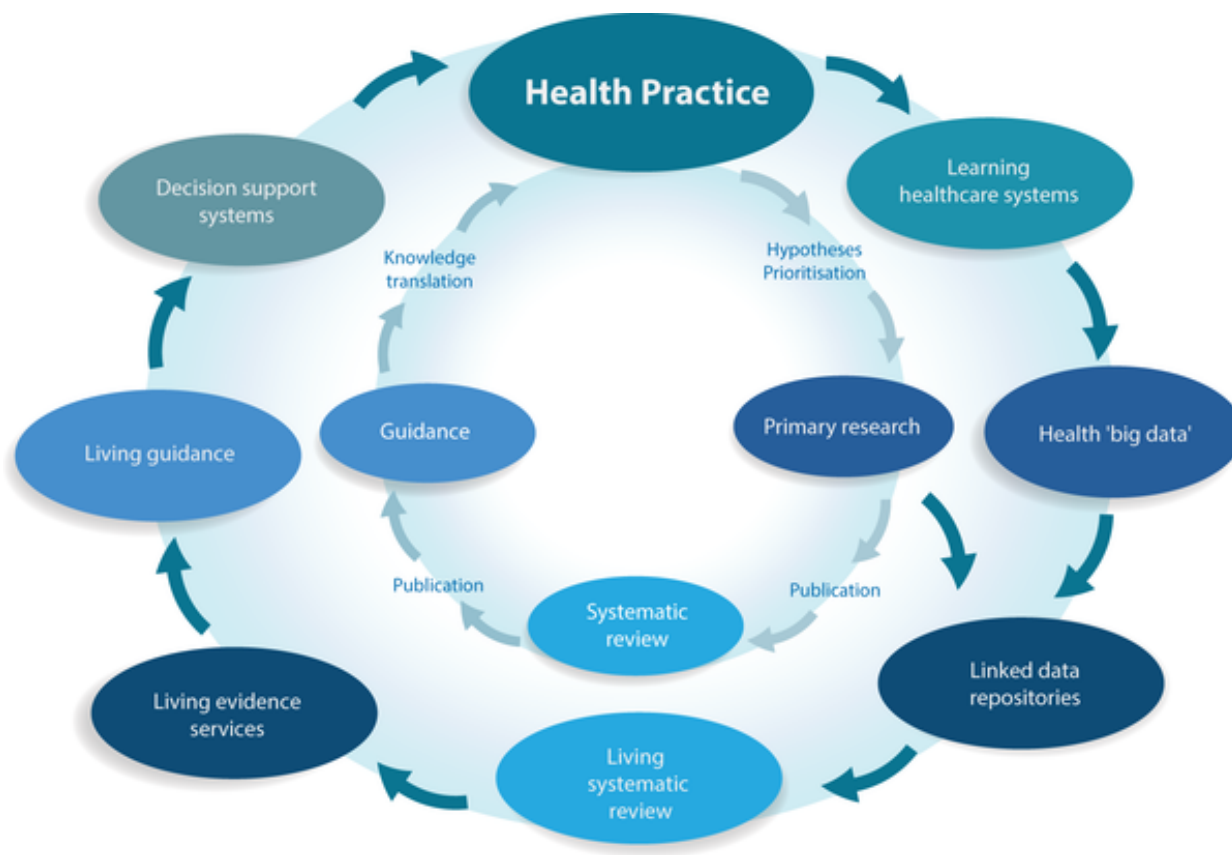 Health Practice
Decision support
systems
Learning
healthcare systems
Knowledge
translation
Hypotheses
Prioritisation
Living guidance
Guidance
Primary research
Health 'big data'
Publication
Publication
Systematic
review
Living evidence
services
Linked data
repositories
Living
systematic
review